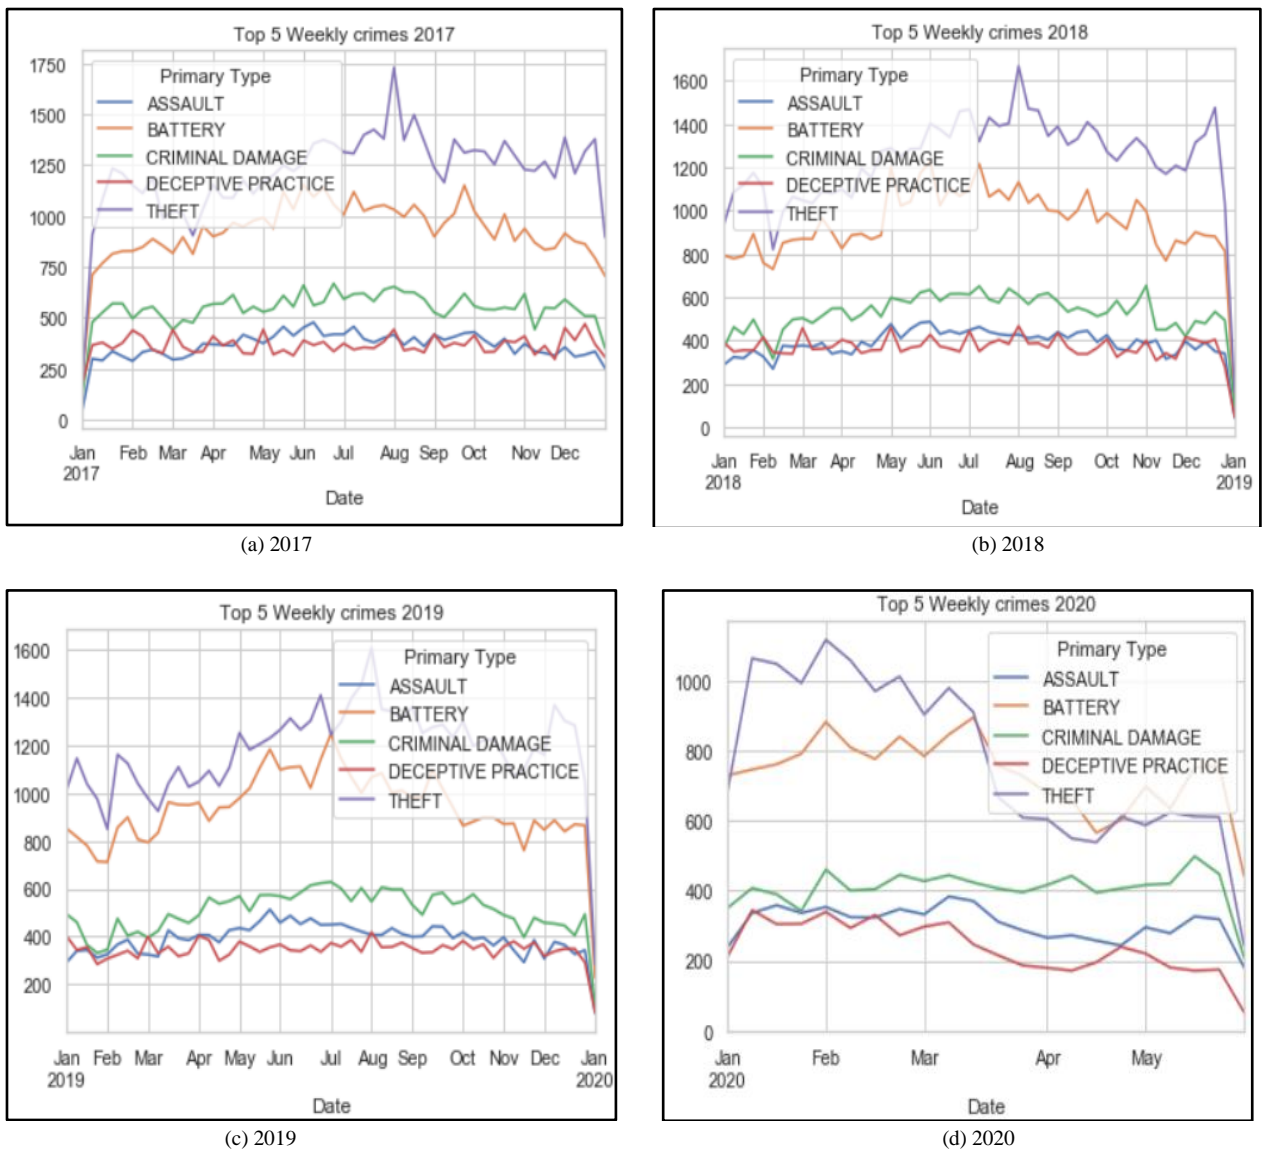 Top 5 Weekly crimes 2017
1750
1500
1250
1000
750
500
250
0
Primary Type
ASSAULT
BATTERY
CRIMINAL DAMAGE
DECEPTIVE PRACTICE
THEFT
Jan Feb Mar Apr May Jun Jul Aug Sep Oct Nov Dec
2017
Date
(a) 2017
Top 5 Weekly crimes 2018
1600
1400
1200
1000
800
600
400
200
0
Primary Type
ASSAULT
BATTERY
CRIMINAL DAMAGE
DECEPTIVE PRACTICE
THEFT
Jan Feb Mar Apr May Jun Jul Aug Sep Oct Nov Dec Jan
2018 2019
Date
(b) 2018
Top 5 Weekly crimes 2019
1600
1400
1200
1000
800
600
400
200
Primary Type
ASSAULT
BATTERY
CRIMINAL DAMAGE
DECEPTIVE PRACTICE
THEFT
Jan Feb Mar Apr May Jun Jul Aug Sep Oct Nov Dec Jan
2019 2020
Date
(c) 2019
Top 5 Weekly crimes 2020
1000
800
600
400
200
0
Primary Type
ASSAULT
BATTERY
CRIMINAL DAMAGE
DECEPTIVE PRACTICE
THEFT
Jan Feb Mar Apr May
2020
Date
(d) 2020